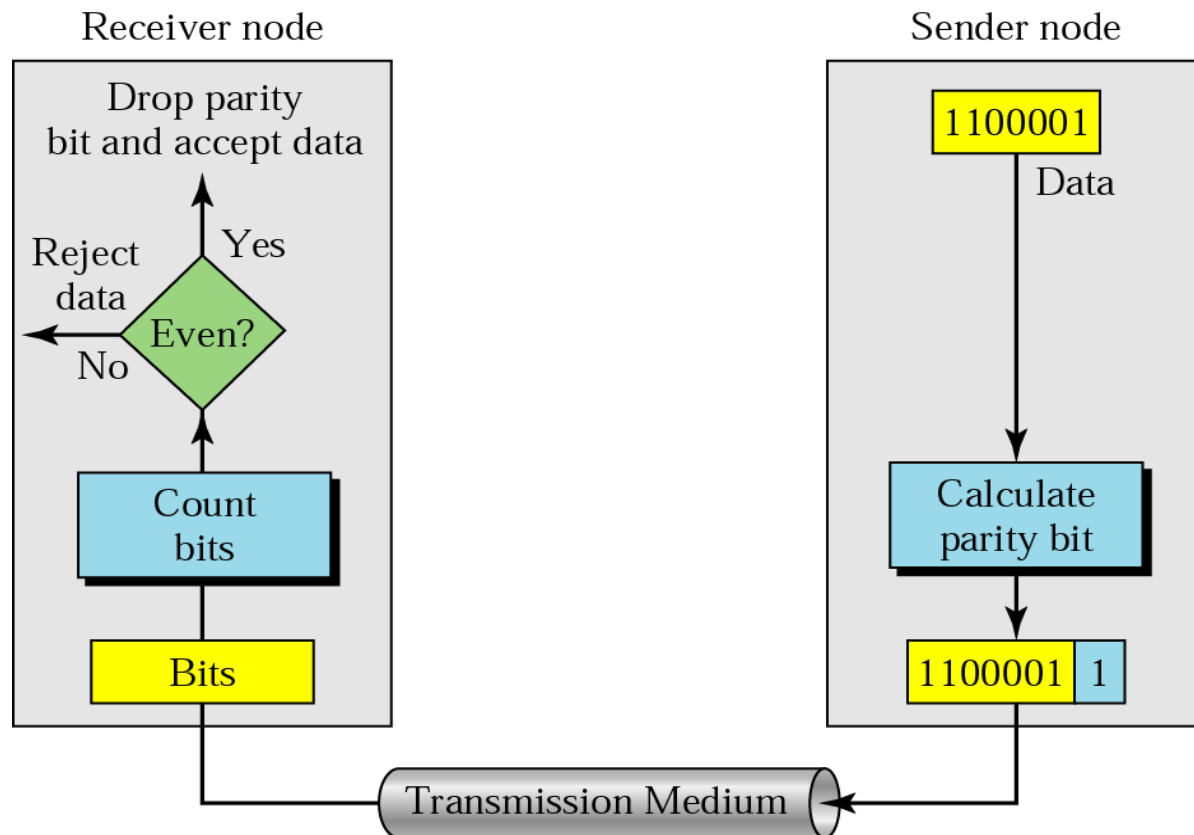 Receiver node
Drop parity
bit and accept data
Yes
Reject
data
Even?
No
Count
bits
Bits
Sender node
1100001
Data
Calculate
parity bit
1100001 1
Transmission Medium